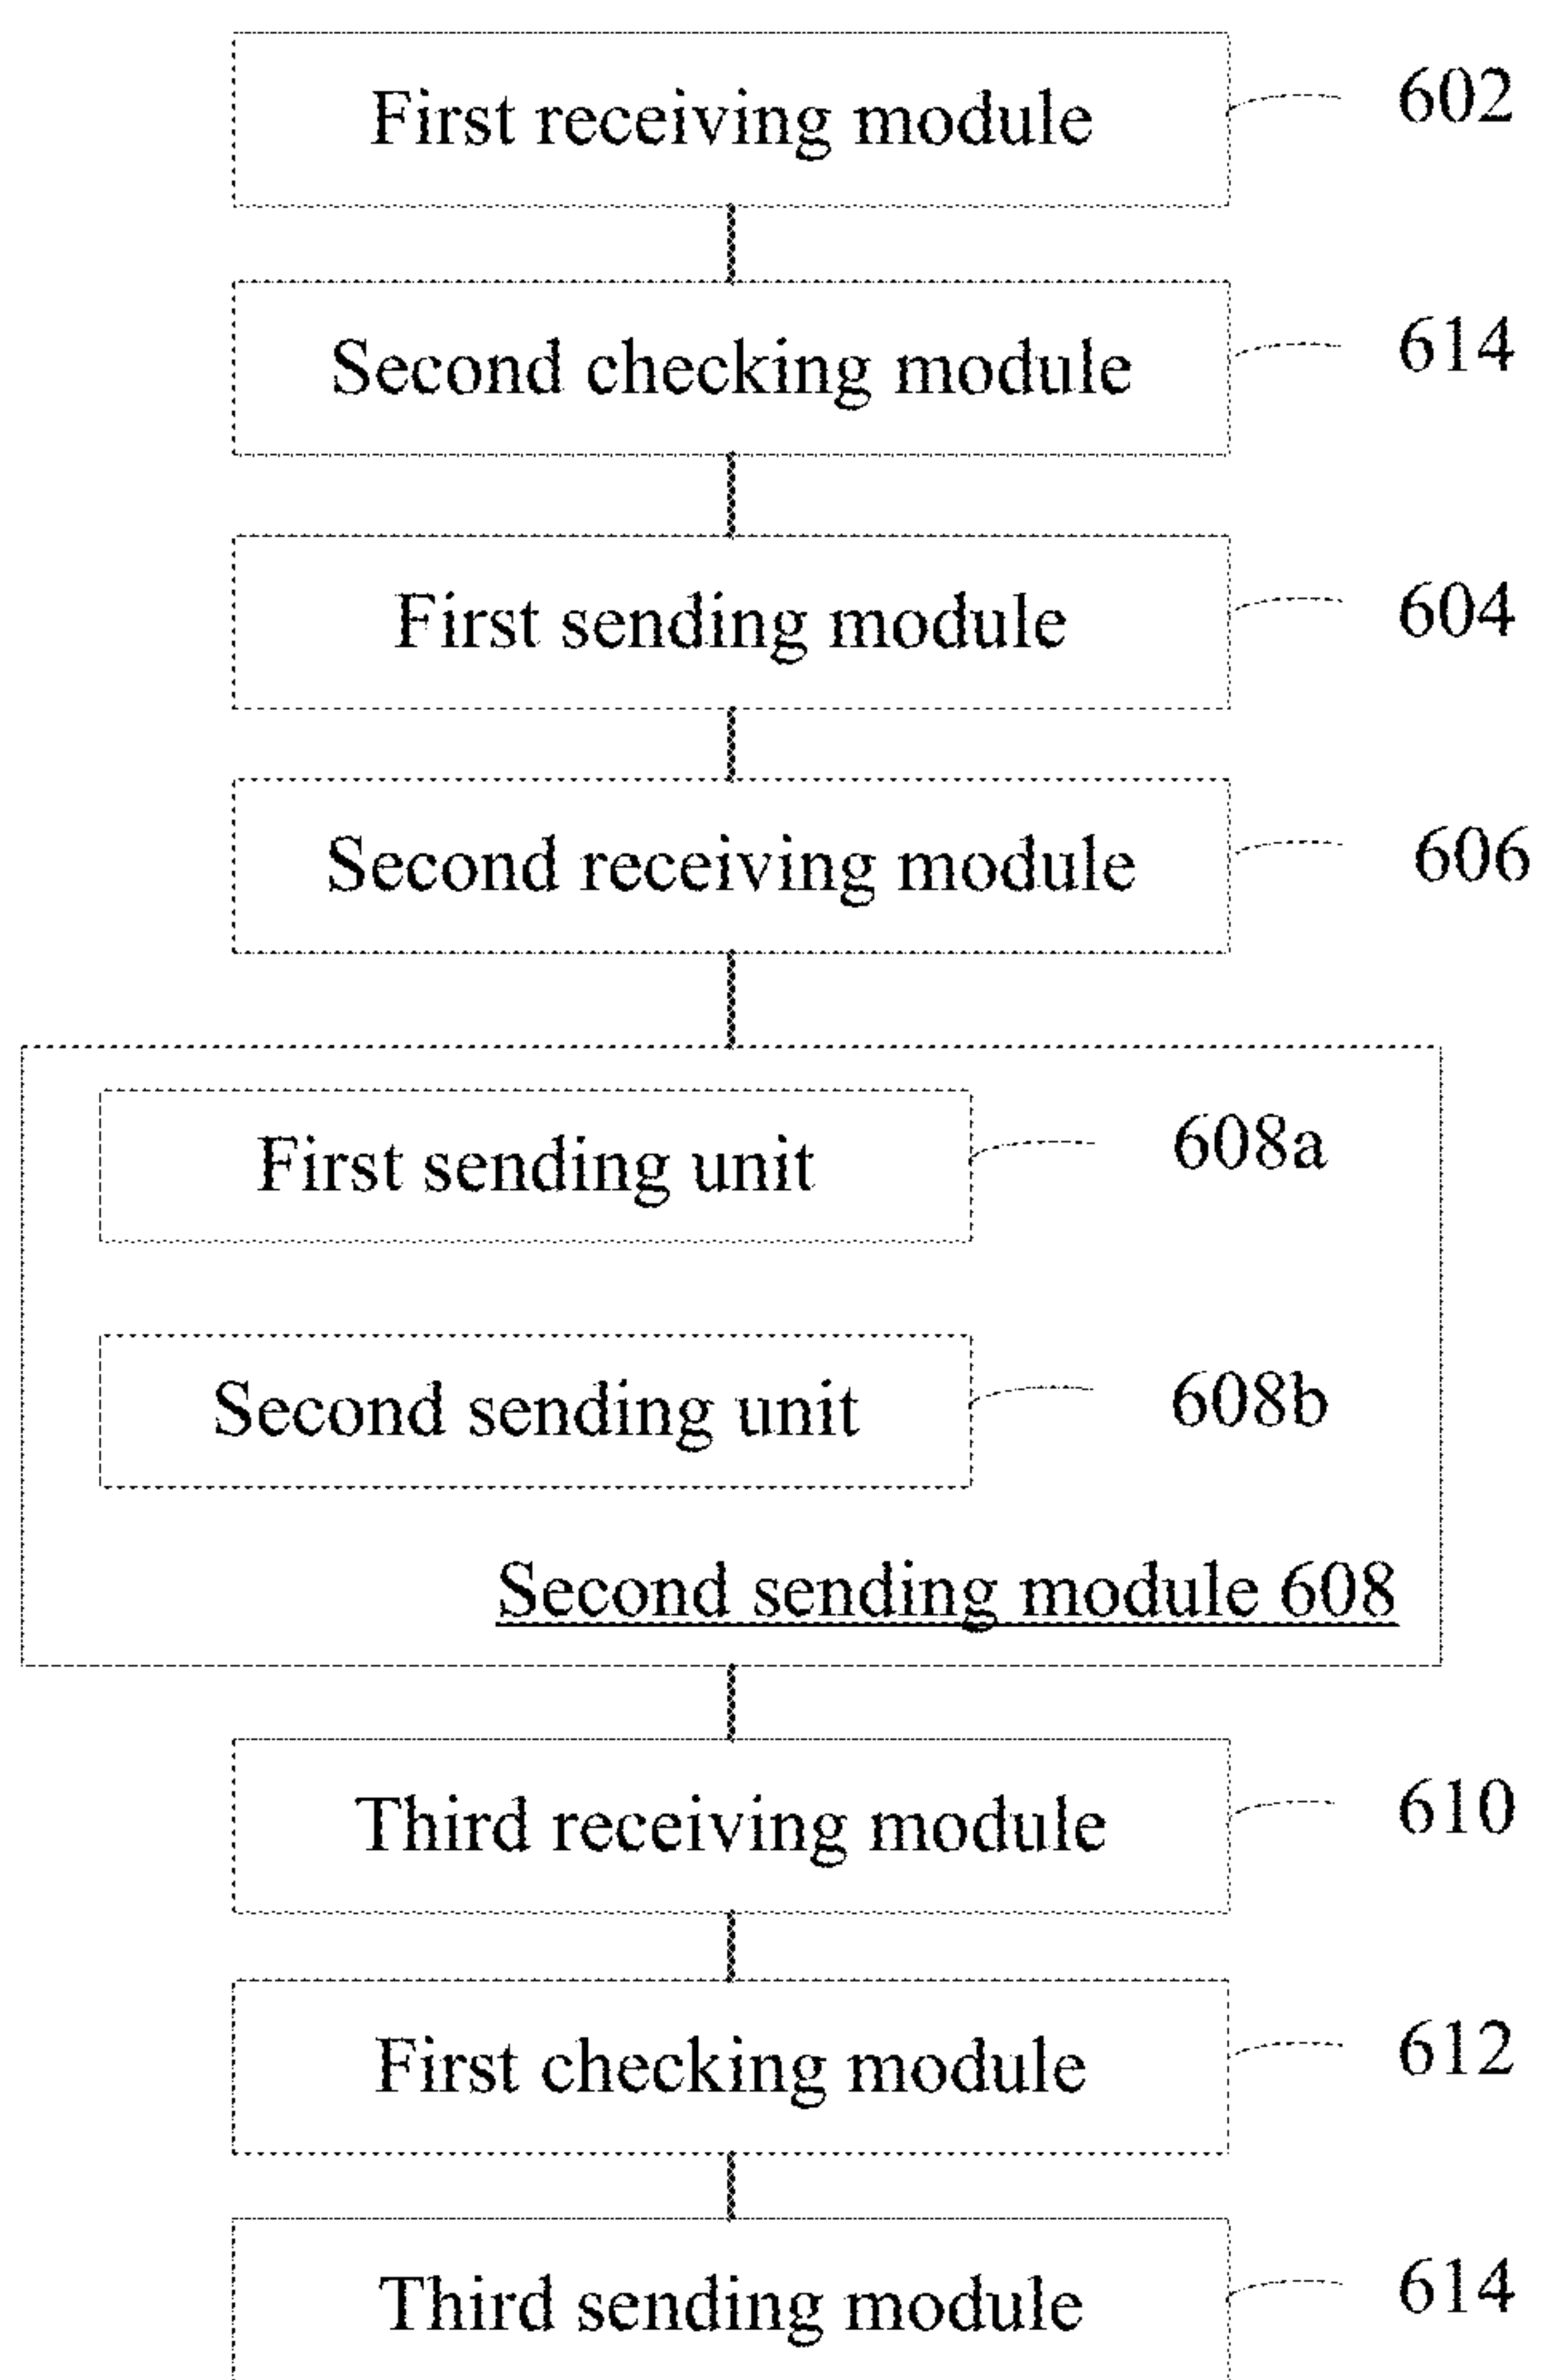 First receiving module 602
Second checking module 614
First sending module 604
Second receiving module 606
First sending unit 608a
Second sending unit 608b
Second sending module 608
Third receiving module 610
First checking module 612
Third sending module 614